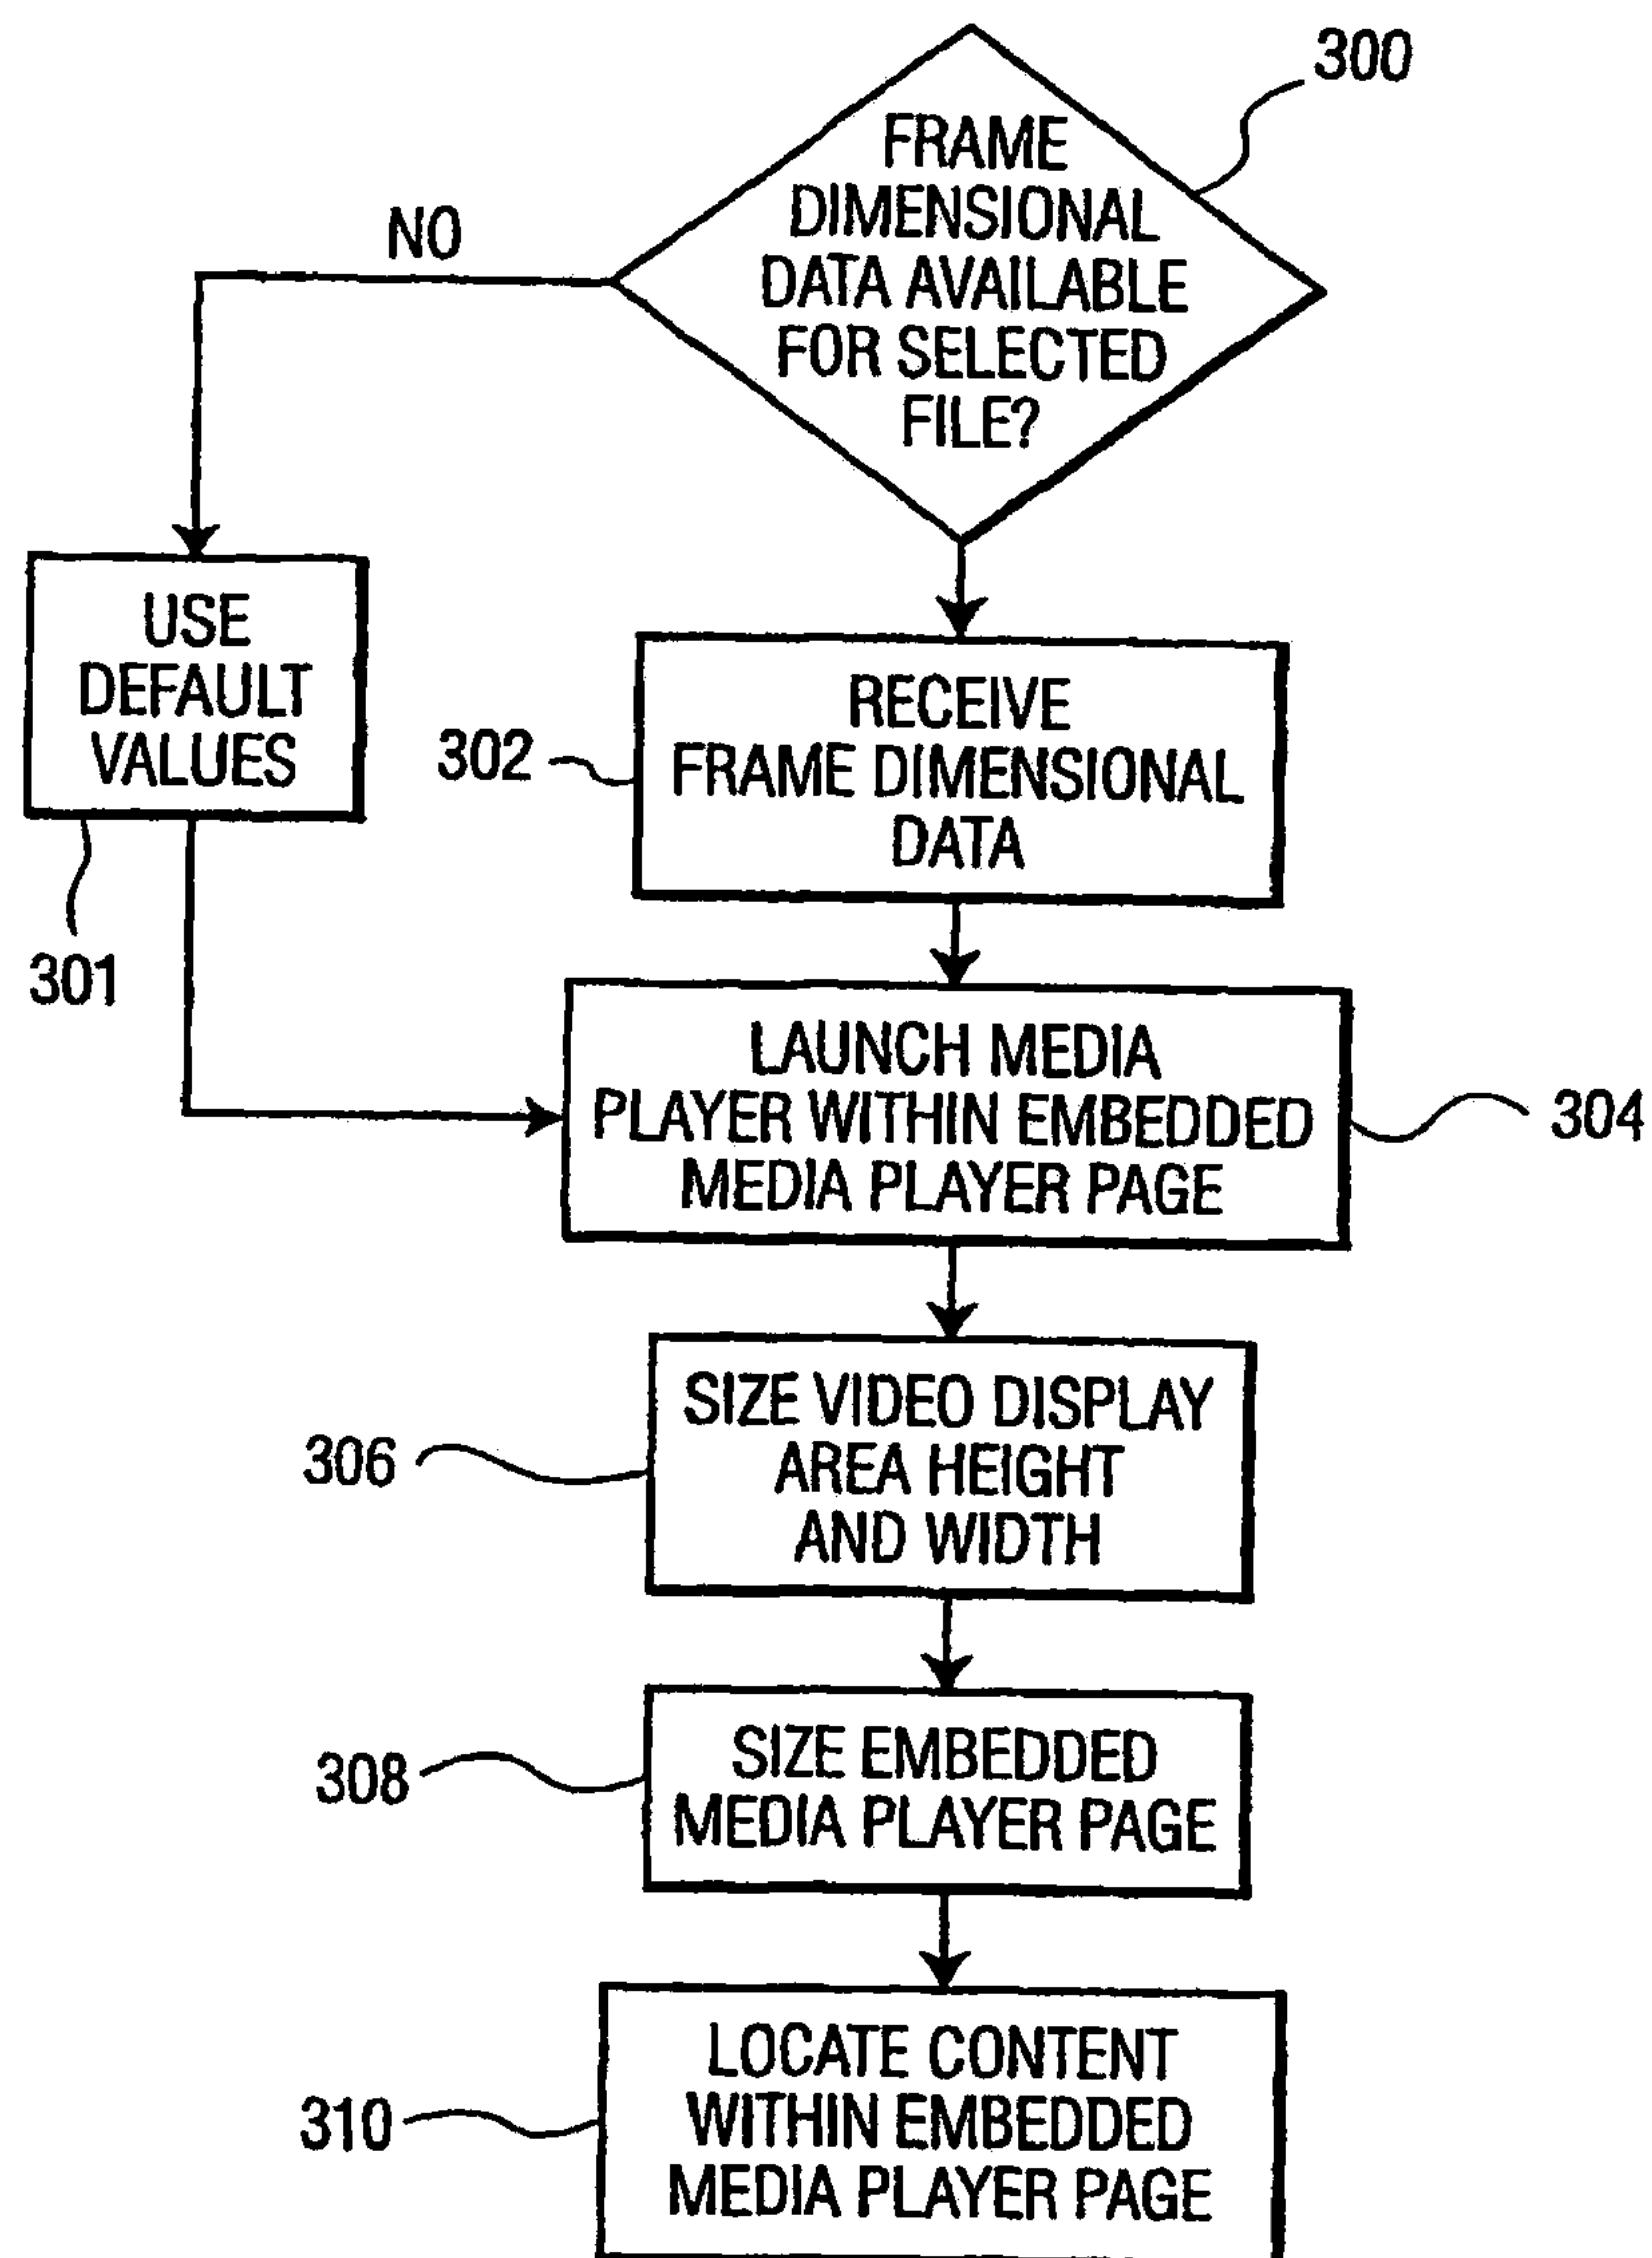 300
FRAME
DIMENSIONAL
DATA AVAILABLE
FOR SELECTED
FILE?
NO
USE
DEFAULT
VALUES
301
302
RECEIVE
FRAME DIMENSIONAL
DATA
LAUNCH MEDIA
PLAYER WITHIN EMBEDDED
MEDIA PLAYER PAGE
304
306
SIZE VIDEO DISPLAY
AREA HEIGHT
AND WIDTH
308
SIZE EMBEDDED
MEDIA PLAYER PAGE
310
LOCATE CONTENT
WITHIN EMBEDDED
MEDIA PLAYER PAGE